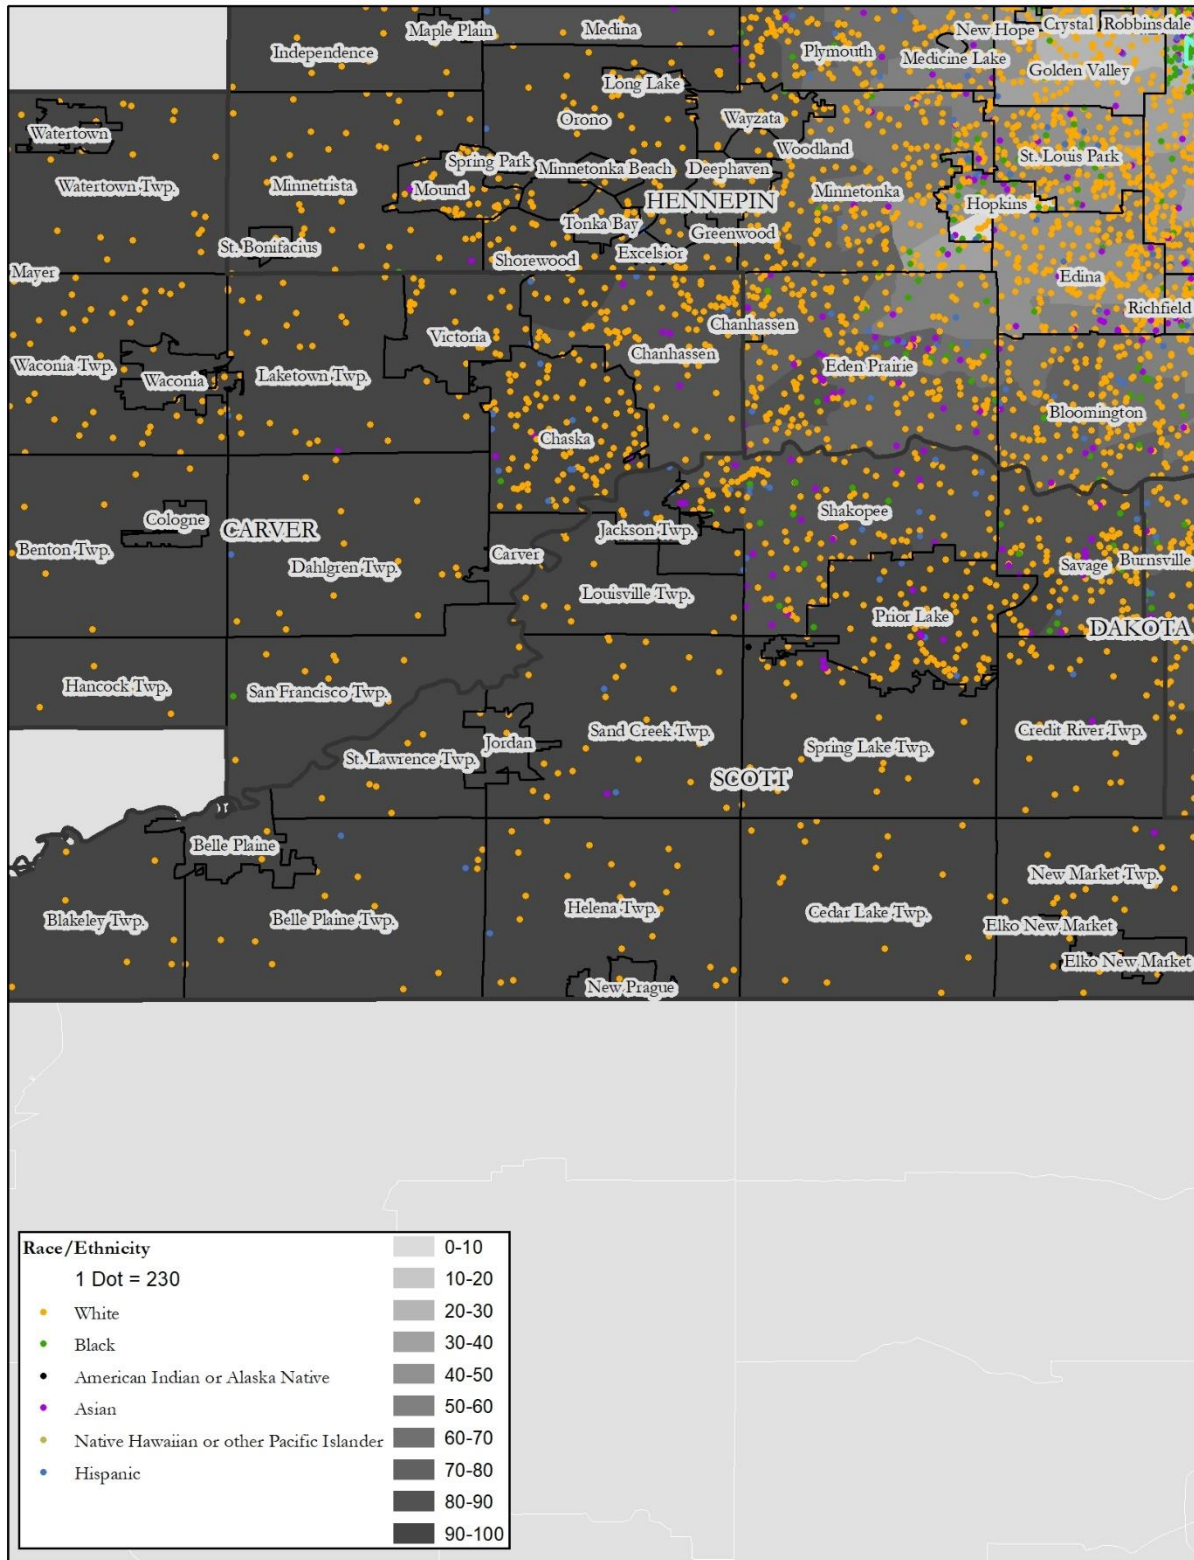 Maple Plain
Medina
New Hope
Crystal
Robbinsdale
Independence
Plymouth
Medicine Lake
Golden Valley
Long Lake
Orono
Wayzata
Watertown
Woodland
St. Louis Park
Spring Park
Minnetonka Beach
Deephaven
Watertown Twp.
Minnetrista
Mound
Minnetonka
HENNEPIN
Hopkins
Tonka Bay
Greenwood
St. Bonifacius
Excelsior
Shorewood
Mayer
Edina
Richfield
Victoria
Chanhassen
Chanhassen
Waconia Twp.
Waconia
Laketown Twp.
Eden Prairie
Bloomington
Chaska
Cologne
CARVER
Jackson Twp.
Shakopee
Benton Twp.
Carver
Dahlgren Twp.
Savage
Burnsville
Louisville Twp.
Prior Lake
DAKOTA
Hancock Twp.
San Francisco Twp.
Sand Creek Twp.
Credit River Twp.
Jordan
Spring Lake Twp.
St. Lawrence Twp.
SCOTT
Belle Plaine
New Market Twp.
Blakeley Twp.
Belle Plaine Twp.
Helena Twp.
Cedar Lake Twp.
Elko New Market
Elko New Market
New Prague
Race/Ethnicity
1 Dot = 230
White
Black
American Indian or Alaska Native
Asian
Native Hawaiian or other Pacific Islander
Hispanic
0-10
10-20
20-30
30-40
40-50
50-60
60-70
70-80
80-90
90-100